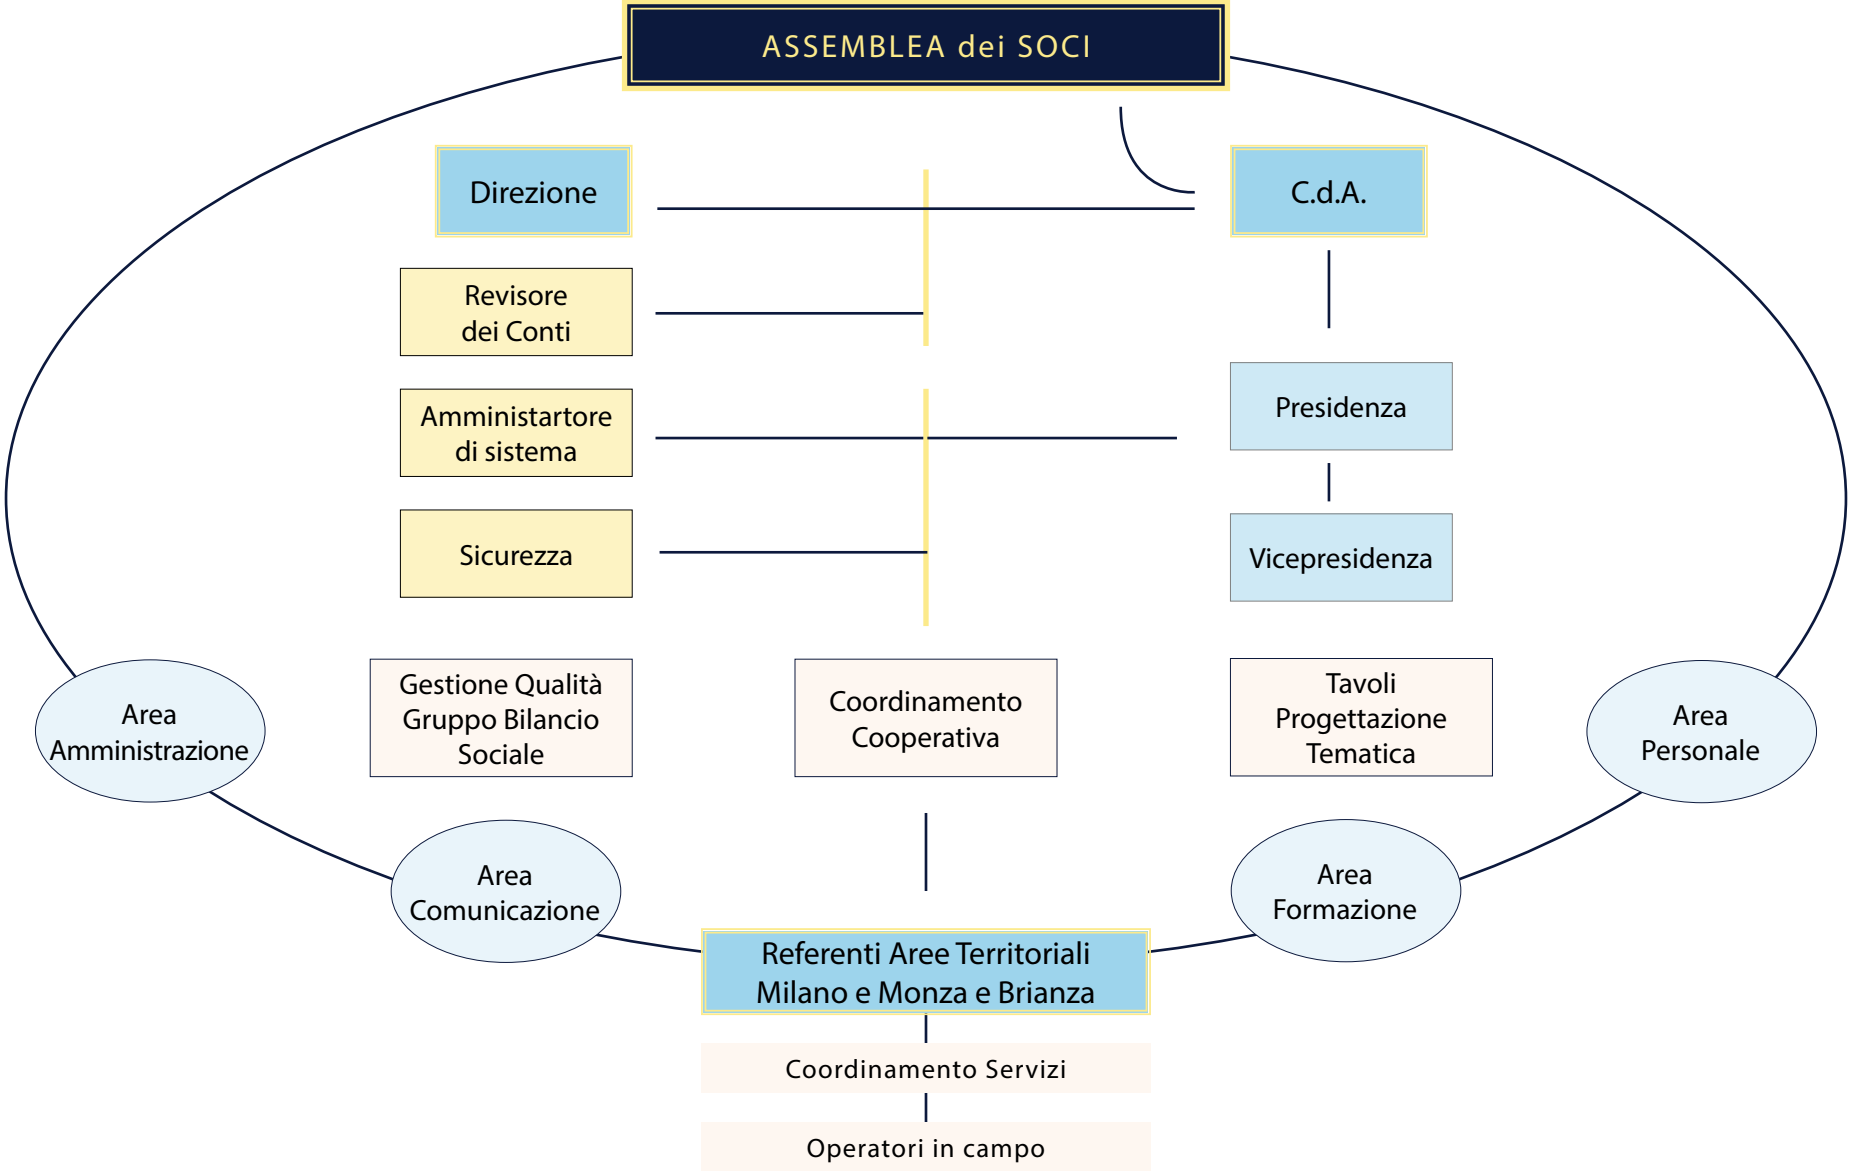 ASSEMBLEA dei SOCI
Direzione
C.d.A.
Revisore
dei Conti
Amministartore
di sistema
Presidenza
Sicurezza
Vicepresidenza
Area
Amministrazione
Gestione Qualità
Gruppo Bilancio
Sociale
Coordinamento
Cooperativa
Tavoli
Progettazione
Tematica
Area
Personale
Area
Comunicazione
Area
Formazione
Referenti Aree Territoriali
Milano e Monza e Brianza
Coordinamento Servizi
Operatori in campo